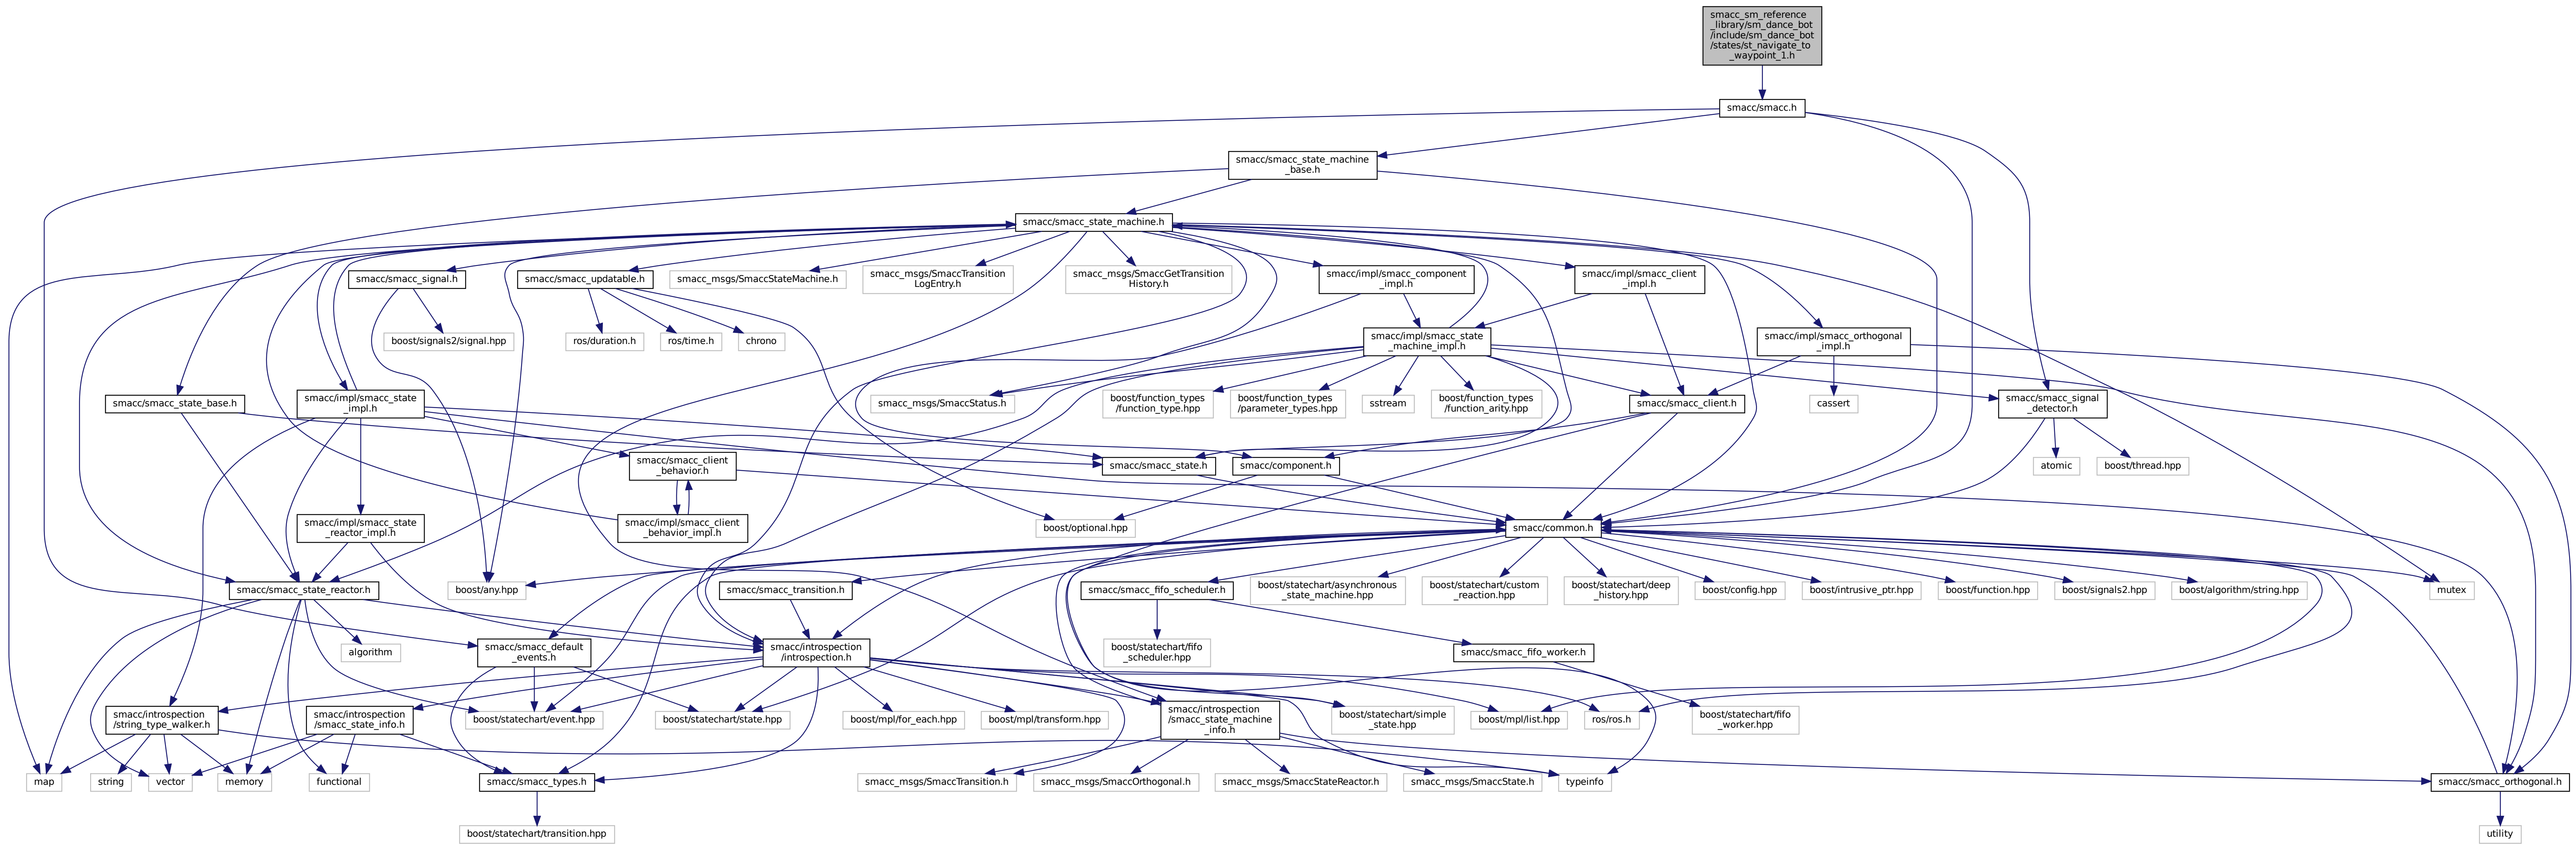 smacc_sm_reference
_library/sm_dance_bot
/include/sm_dance_bot
/states/st_navigate_to
_waypoint_1.h
smacc/smacc.h
smacc/smacc_state_machine
_base.h
smacc/smacc_state_machine.h
smacc/smacc_signal.h
smacc/smacc_updatable.h
smacc_msgs/SmaccStateMachine.h
smacc_msgs/SmaccTransition
LogEntry.h
smacc_msgs/SmaccGetTransition
History.h
smacc/impl/smacc_component
_impl.h
smacc/impl/smacc_client
_impl.h
boost/signals2/signal.hpp
ros/duration.h
ros/time.h
chrono
smacc/impl/smacc_state
_machine_impl.h
smacc/impl/smacc_orthogonal
_impl.h
smacc/smacc_state_base.h
smacc/impl/smacc_state
_impl.h
smacc_msgs/SmaccStatus.h
boost/function_types
/function_type.hpp
boost/function_types
/parameter_types.hpp
sstream
boost/function_types
/function_arity.hpp
smacc/smacc_client.h
cassert
smacc/smacc_signal
_detector.h
smacc/smacc_client
_behavior.h
smacc/smacc_state.h
smacc/component.h
atomic
boost/thread.hpp
smacc/impl/smacc_state
_reactor_impl.h
smacc/impl/smacc_client
_behavior_impl.h
boost/optional.hpp
smacc/common.h
smacc/smacc_state_reactor.h
boost/any.hpp
smacc/smacc_transition.h
smacc/smacc_fifo_scheduler.h
boost/statechart/asynchronous
_state_machine.hpp
boost/statechart/custom
_reaction.hpp
boost/statechart/deep
_history.hpp
boost/config.hpp
boost/intrusive_ptr.hpp
boost/function.hpp
boost/signals2.hpp
boost/algorithm/string.hpp
mutex
algorithm
smacc/smacc_default
_events.h
smacc/introspection
/introspection.h
boost/statechart/fifo
_scheduler.hpp
smacc/smacc_fifo_worker.h
smacc/introspection
/string_type_walker.h
smacc/introspection
/smacc_state_info.h
boost/statechart/event.hpp
boost/statechart/state.hpp
boost/mpl/for_each.hpp
boost/mpl/transform.hpp
smacc/introspection
/smacc_state_machine
_info.h
boost/statechart/simple
_state.hpp
boost/mpl/list.hpp
ros/ros.h
boost/statechart/fifo
_worker.hpp
map
string
vector
memory
functional
smacc/smacc_types.h
smacc_msgs/SmaccTransition.h
smacc_msgs/SmaccOrthogonal.h
smacc_msgs/SmaccStateReactor.h
smacc_msgs/SmaccState.h
typeinfo
smacc/smacc_orthogonal.h
boost/statechart/transition.hpp
utility